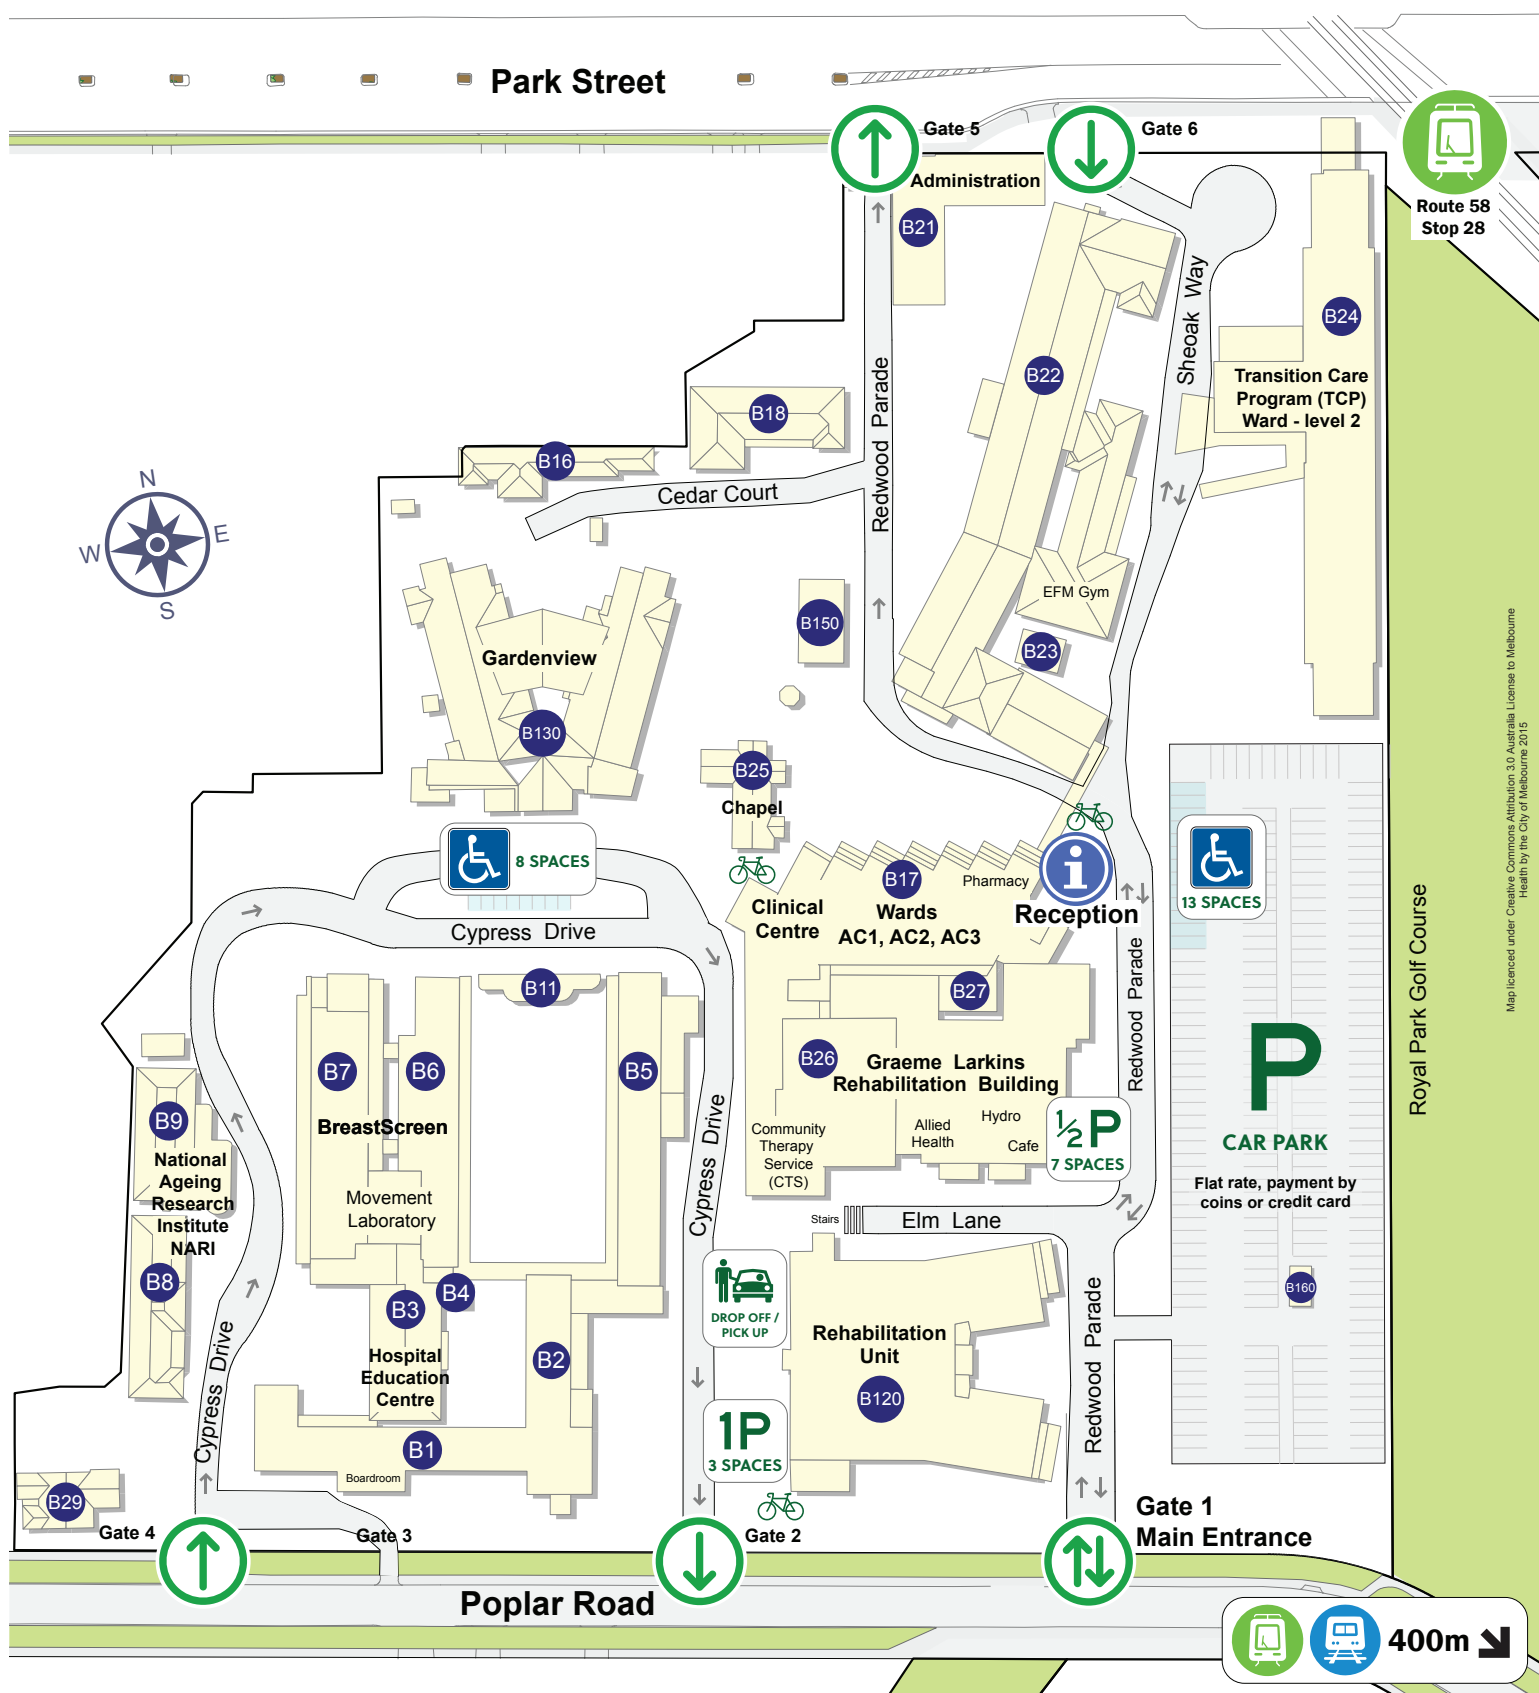 Park Street
Gate 5
Gate 6
Administration
B21
Route 58
Stop 28
Sheoak Way
B24
Transition Care
Program (TCP)
Ward - level 2
B22
Redwood Parade
B18
B16
Cedar Court
N
E
W
S
EFM Gym
B23
B150
Gardenview
B130
B25
Chapel
8 SPACES
Cypress Drive
B17
Pharmacy
Clinical
Centre
Wards
AC1, AC2, AC3
i
Reception
13 SPACES
Royal Park Golf Course
Map licenced under Creative Commons Attribution 3.0 Australia License to Melbourne
Health by the City of Melbourne 2015
B11
B27
Redwood Parade
P
CAR PARK
Flat rate, payment by
coins or credit card
B7
B6
B5
B26
Graeme Larkins
Rehabilitation Building
BreastScreen
Community
Therapy
Service
(CTS)
Allied
Health
Hydro
Cafe
½P
7 SPACES
B9
National
Ageing
Research
Institute
NARI
Movement
Laboratory
Cypress Drive
Stairs
Elm Lane
B8
B4
B3
B2
Hospital
Education
Centre
DROP OFF /
PICK UP
Rehabilitation
Unit
B120
B160
Redwood Parade
Cypress Drive
1P
3 SPACES
B1
Boardroom
B29
Gate 4
Gate 3
Gate 2
Gate 1
Main Entrance
Poplar Road
400m